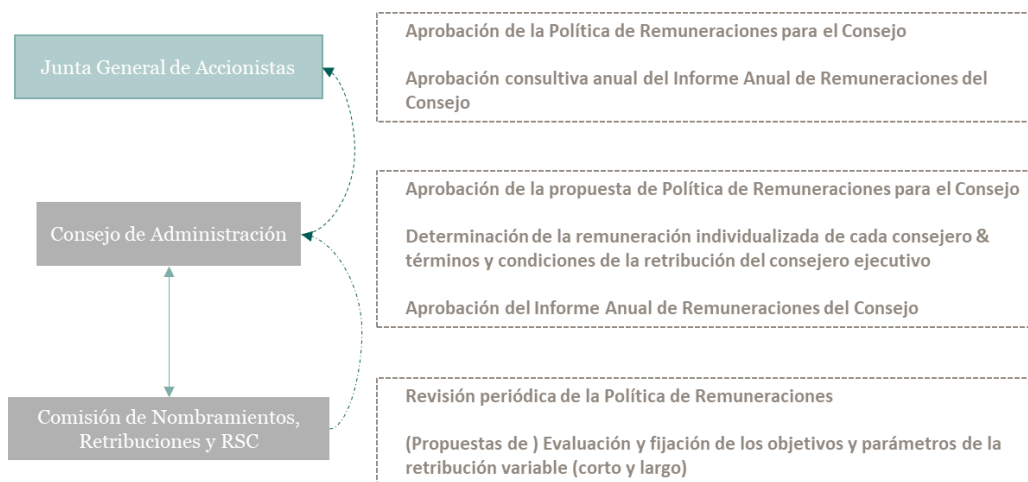 Junta General de Accionistas
Aprobación de la Política de Remuneraciones para el Consejo
Aprobación consultiva anual del Informe Anual de Remuneraciones del
Consejo
Consejo de Administración
Aprobación de la propuesta de Política de Remuneraciones para el Consejo
Determinación de la remuneración individualizada de cada consejero &
términos y condiciones de la retribución del consejero ejecutivo
Aprobación del Informe Anual de Remuneraciones del Consejo
Comisión de Nombramientos,
Retribuciones y RSC
Revisión periódica de la Política de Remuneraciones
(Propuestas de ) Evaluación y fijación de los objetivos y parámetros de la
retribución variable (corto y largo)